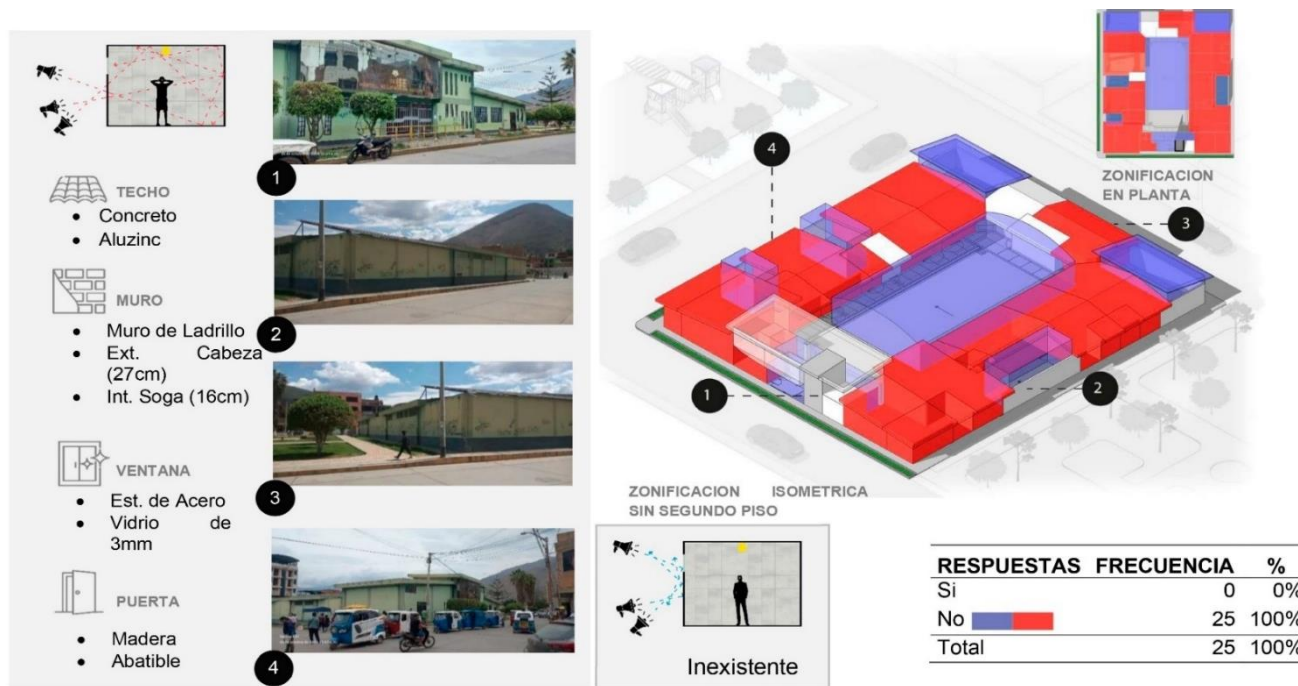 TECHO
• Concreto
• Aluzinc
MURO
• Muro de Ladrillo
• Ext. Cabeza
(27cm)
• Int. Soga (16cm)
VENTANA
• Est. de Acero
• Vidrio de
3mm
PUERTA
• Madera
• Abatible
1
2
3
4
4
3
1
2
ZONIFICACION
EN PLANTA
ZONIFICACION ISOMETRICA
SIN SEGUNDO PISO
Inexistente
RESPUESTAS FRECUENCIA %
Si 0 0%
No 25 100%
Total 25 100%